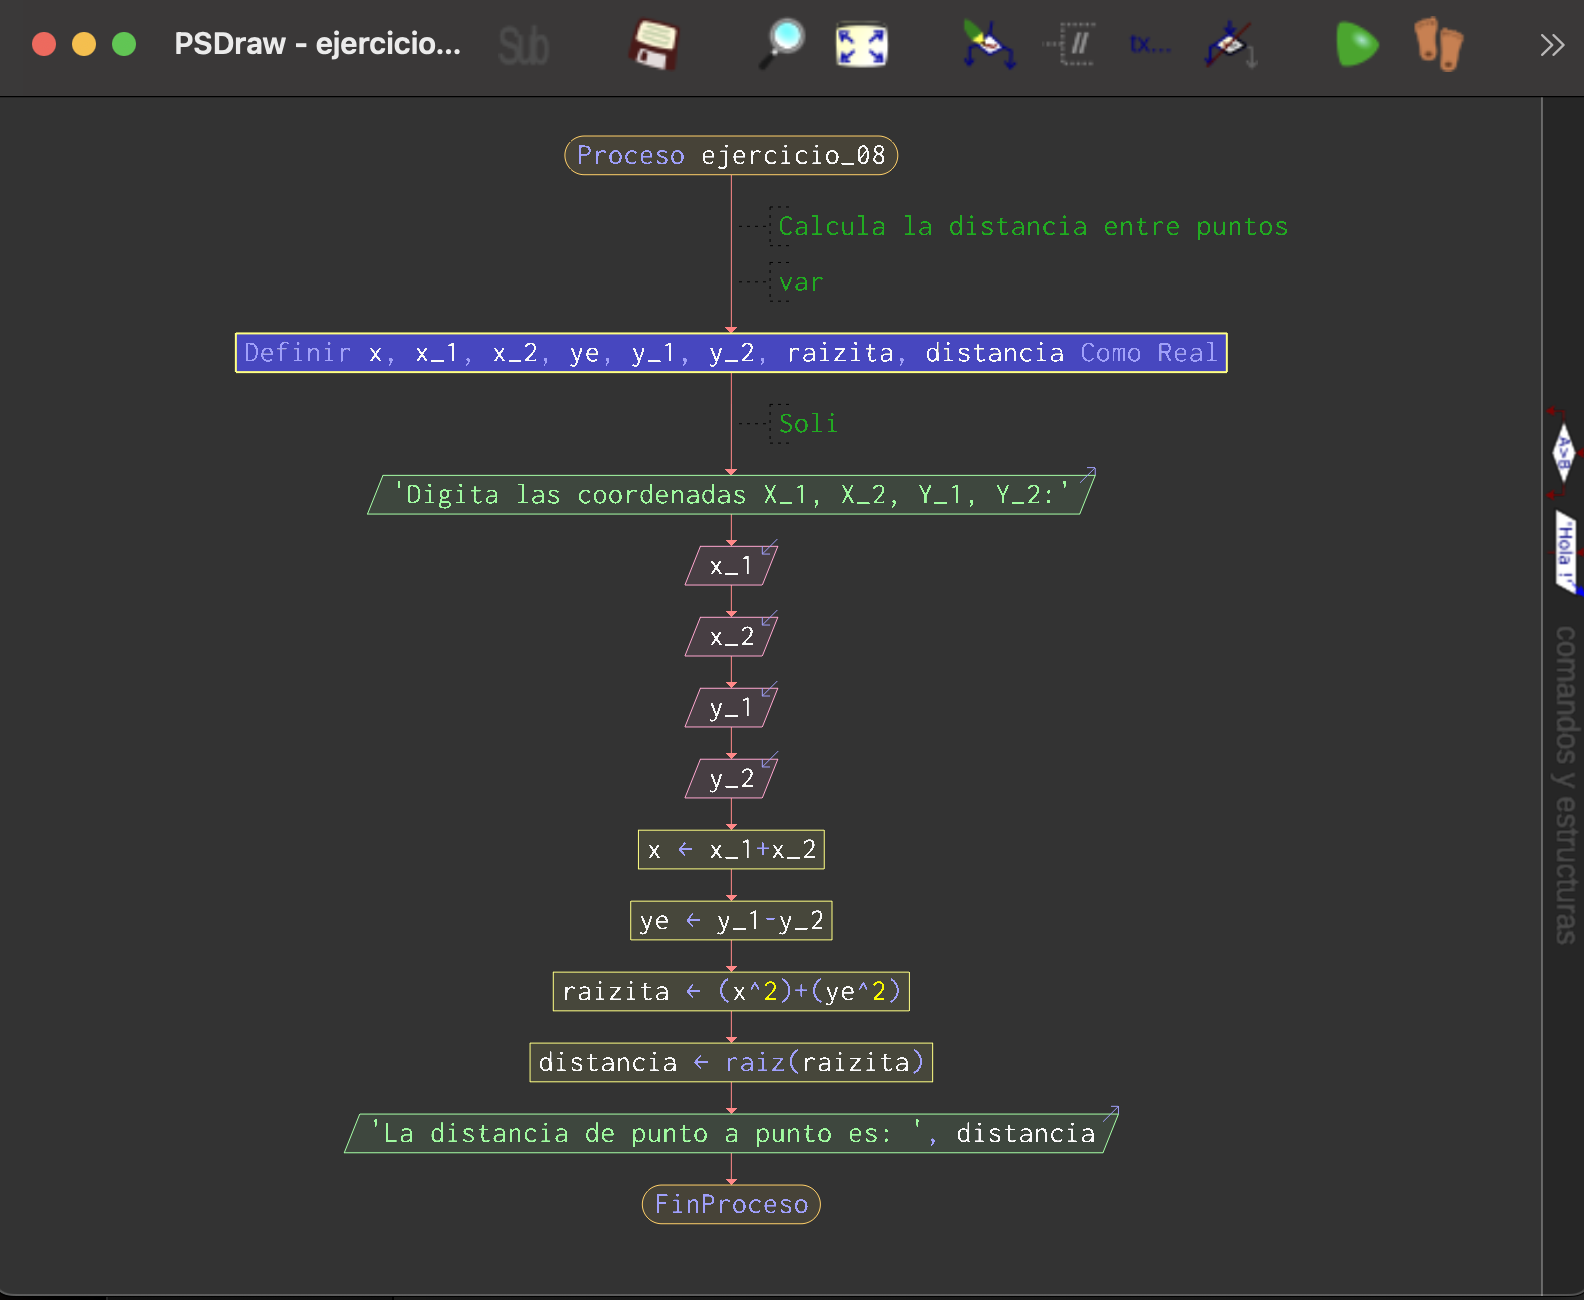 PSDraw - ejercicio...
Sub
//
tx...
Proceso ejercicio_08
Calcula la distancia entre puntos
var
Definir x, x_1, x_2, ye, y_1, y_2, raizita, distancia Como Real
Soli
'Digita las coordenadas X_1, X_2, Y_1, Y_2:'
x_1
x_2
y_1
y_2
x ← x_1+x_2
ye ← y_1-y_2
raizita ← (x^2)+(ye^2)
distancia ← raiz(raizita)
'La distancia de punto a punto es: ', distancia
FinProceso
A>B
"Hola !"
comandos y estructuras